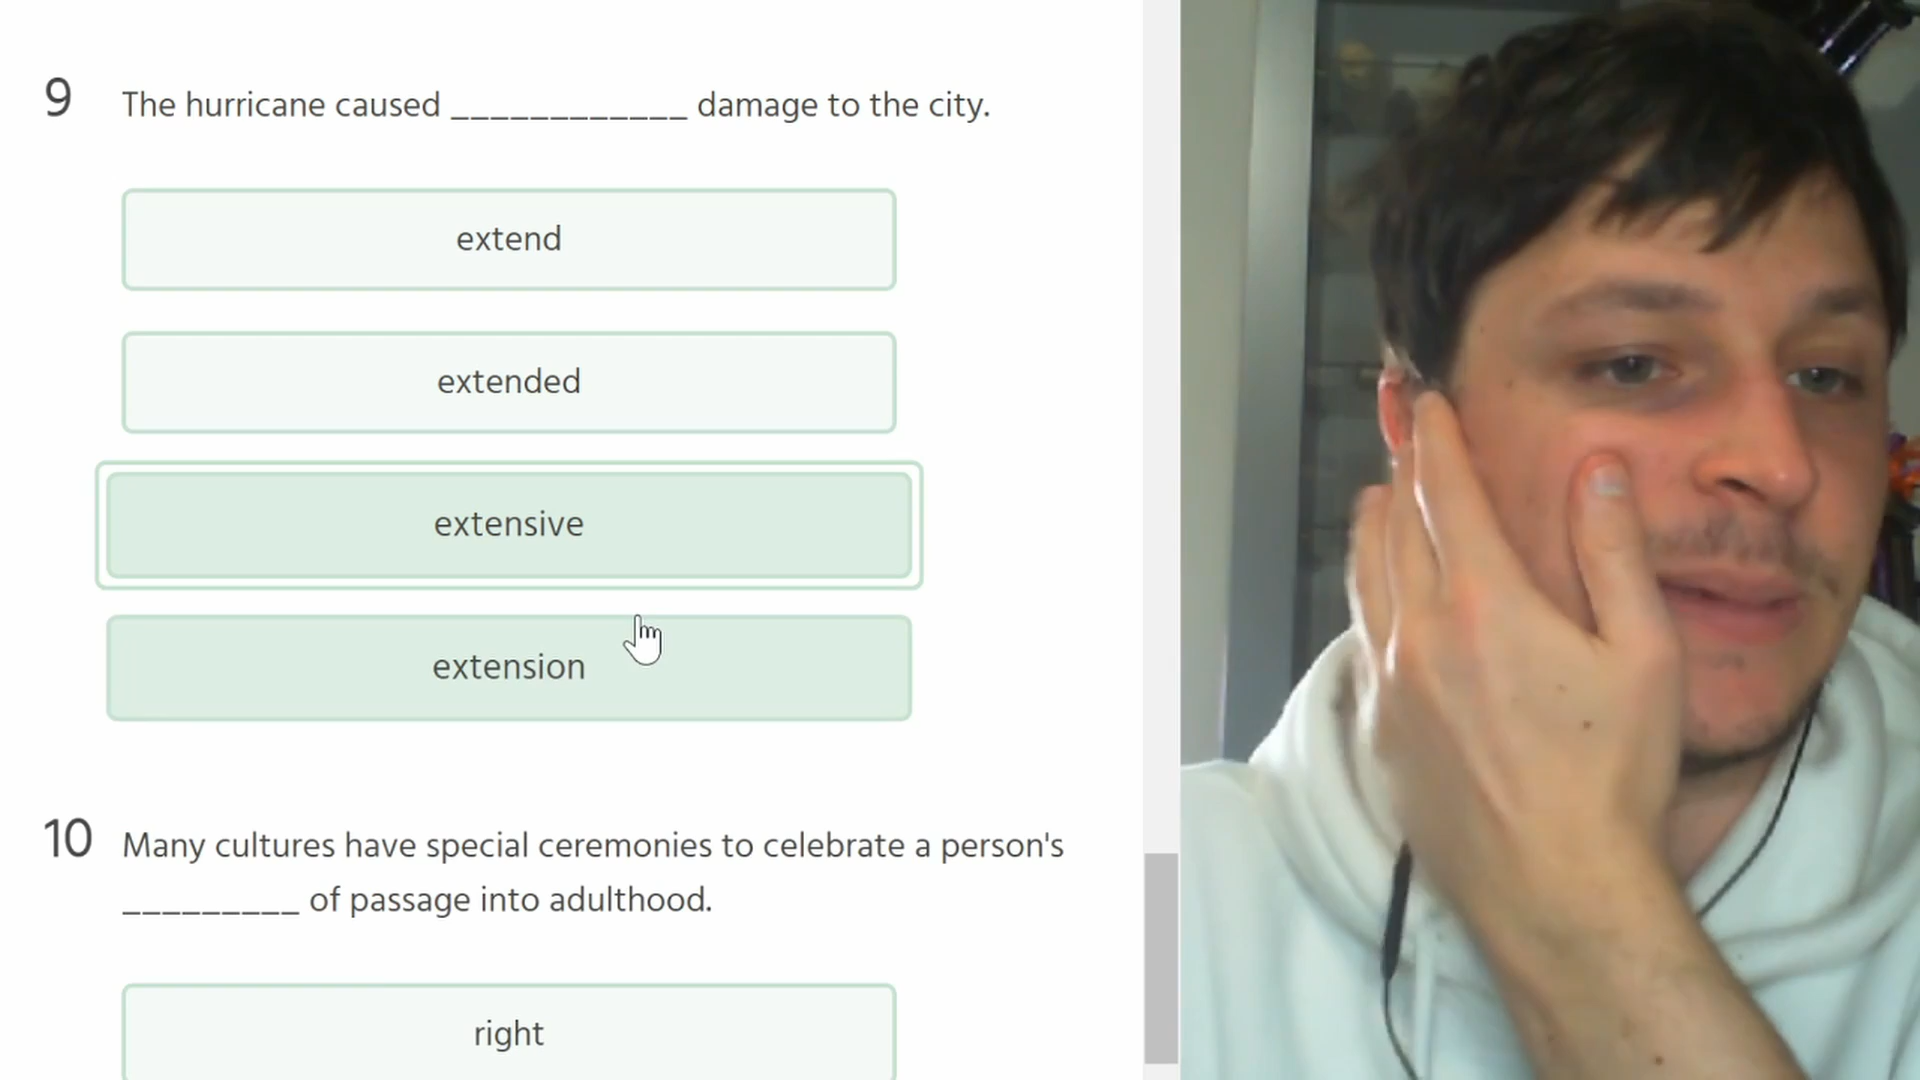 9 The hurricane caused ____________ damage to the city.
extend
extended
extensive
extension
10 Many cultures have special ceremonies to celebrate a person's
_________ of passage into adulthood.
right